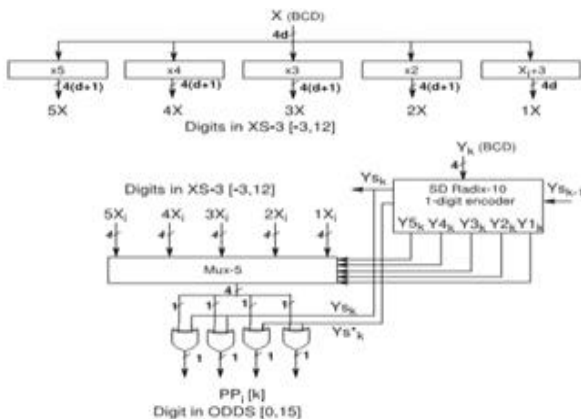 X (BCD)
4d
x5 x4 x3 x2 Xi+3
4(d+1) 4(d+1) 4(d+1) 4(d+1) 4d
5X 4X 3X 2X 1X
Digits in XS-3 [-3,12]
Yk (BCD)
4
Ysk
Ysk-1
SD Radix-10
1-digit encoder
Y5k Y4k Y3k Y2k Y1k
Digits in XS-3 [-3,12]
5Xi 4Xi 3Xi 2Xi 1Xi
4 4 4 4 4
Mux-5
4
1 1 1 1
Ysk
Ys*k
1 1 1 1
PPi [k]
Digit in ODDS [0,15]